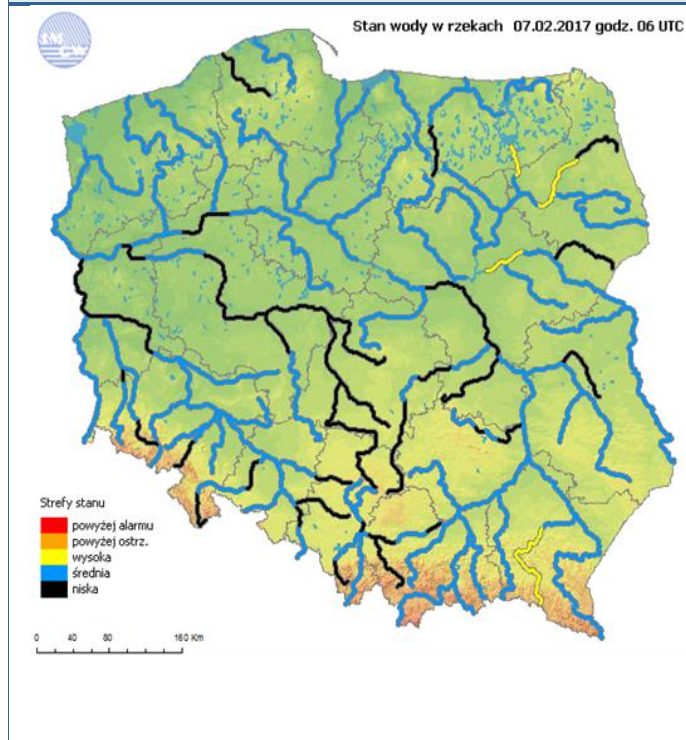 Stan wody w rzekach 07.02.2017 godz. 06 UTC
Strefy stanu
powyżej alarmu
powyżej ostrz.
wysoka
średnia
niska
0 40 80 160 Km